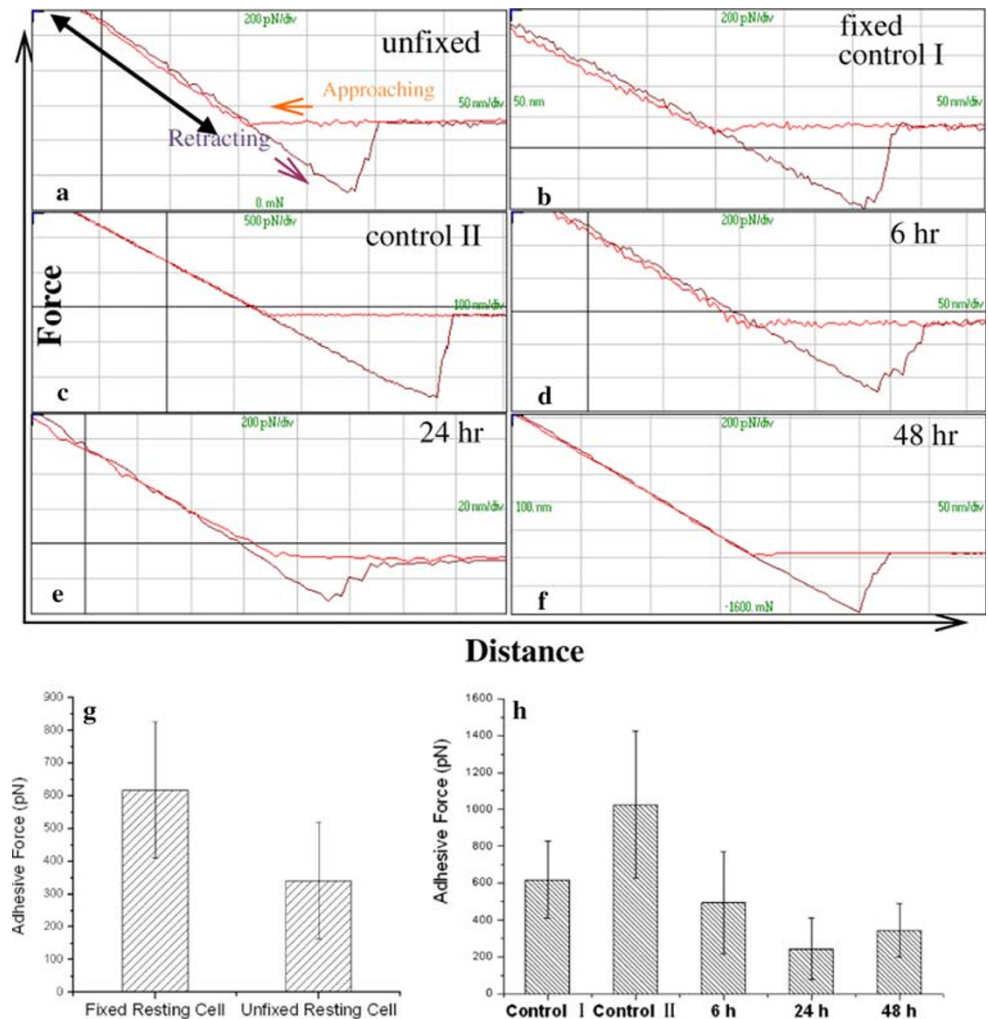 200 pN/div
unfixed
Approaching
50 nm/div
Retracting
a
0. mN
200 pN/div
fixed
control I
50. nm
50 nm/div
b
500 pN/div
control II
100 nm/div
c
200 pN/div
6 hr
50 nm/div
d
200 pN/div
24 hr
20 nm/div
e
200 pN/div
48 hr
100. nm
50 nm/div
f
-1600. mN
Force
Distance
g
Adhesive Force (pN)
900
800
700
600
500
400
300
200
100
0
Fixed Resting Cell
Unfixed Resting Cell
h
Adhesive Force (pN)
1600
1400
1200
1000
800
600
400
200
0
Control I
Control II
6 h
24 h
48 h